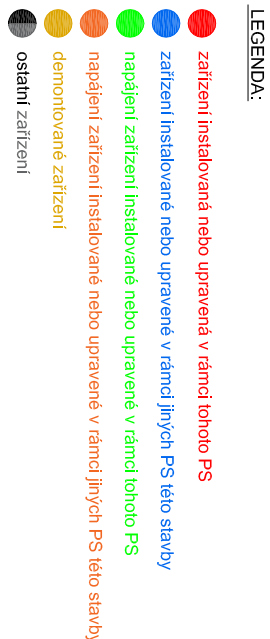 LEGENDA:
zařízení instalovaná nebo upravená v rámci tohoto PS
zařízení instalované nebo upravené v rámci jiných PS této stavby
napájení zařízení instalované nebo upravené v rámci tohoto PS
napájení zařízení instalované nebo upravené v rámci jiných PS této stavby
demontované zařízení
ostatní zařízení